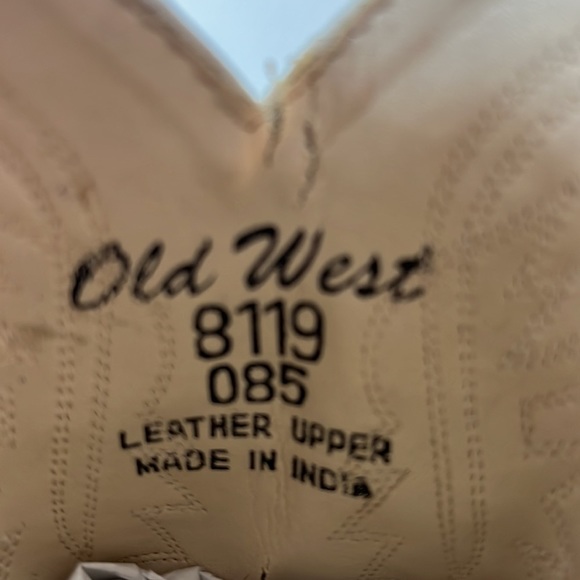 Old West
8119
085
LEATHER UPPER
MADE IN INDIA